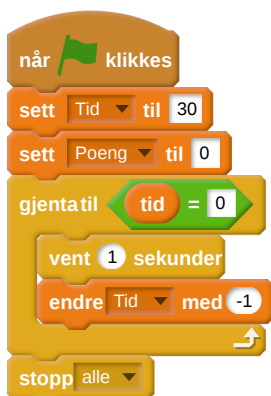 når klikkes
sett Tid til 30
sett Poeng til 0
gjenta til tid = 0
vent 1 sekunder
endre Tid med -1
stopp alle